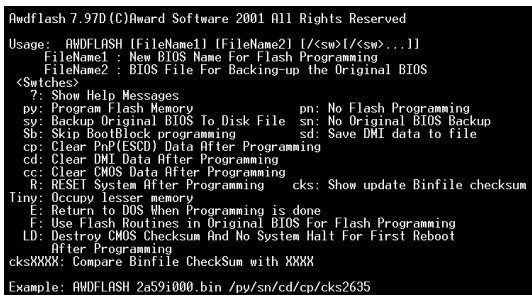 Awdflash 7.97D (C)Award Software 2001 All Rights Reserved
Usage: AWDFLASH [FileName1] [FileName2] [/<sw>[/<sw>...]]
FileName1 : New BIOS Name For Flash Programming
FileName2 : BIOS File For Backing-up the Original BIOS
<Swtches>
?: Show Help Messages
py: Program Flash Memory pn: No Flash Programming
sy: Backup Original BIOS To Disk File sn: No Original BIOS Backup
Sb: Skip BootBlock programming sd: Save DMI data to file
cp: Clear PnP(ESCD) Data After Programming
cd: Clear DMI Data After Programming
cc: Clear CMOS Data After Programming
R: RESET System After Programming cks: Show update Binfile checksum
Tiny: Occupy lesser memory
E: Return to DOS When Programming is done
F: Use Flash Routines in Original BIOS For Flash Programming
LD: Destroy CMOS Checksum And No System Halt For First Reboot
After Programming
cksXXXX: Compare Binfile CheckSum with XXXX
Example: AWDFLASH 2a59i000.bin /py/sn/cd/cp/cks2635